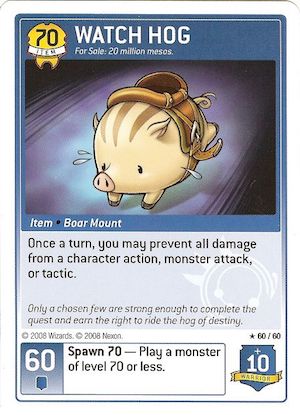 70
ITEM
WATCH HOG
For Sale: 20 million mesos.
Item • Boar Mount
Once a turn, you may prevent all damage
from a character action, monster attack,
or tactic.
Only a chosen few are strong enough to complete the
quest and earn the right to ride the hog of destiny.
© 2008 Wizards. © 2008 Nexon.
★ 60 / 60
60
Spawn 70 — Play a monster
of level 70 or less.
+
10
WARRIOR